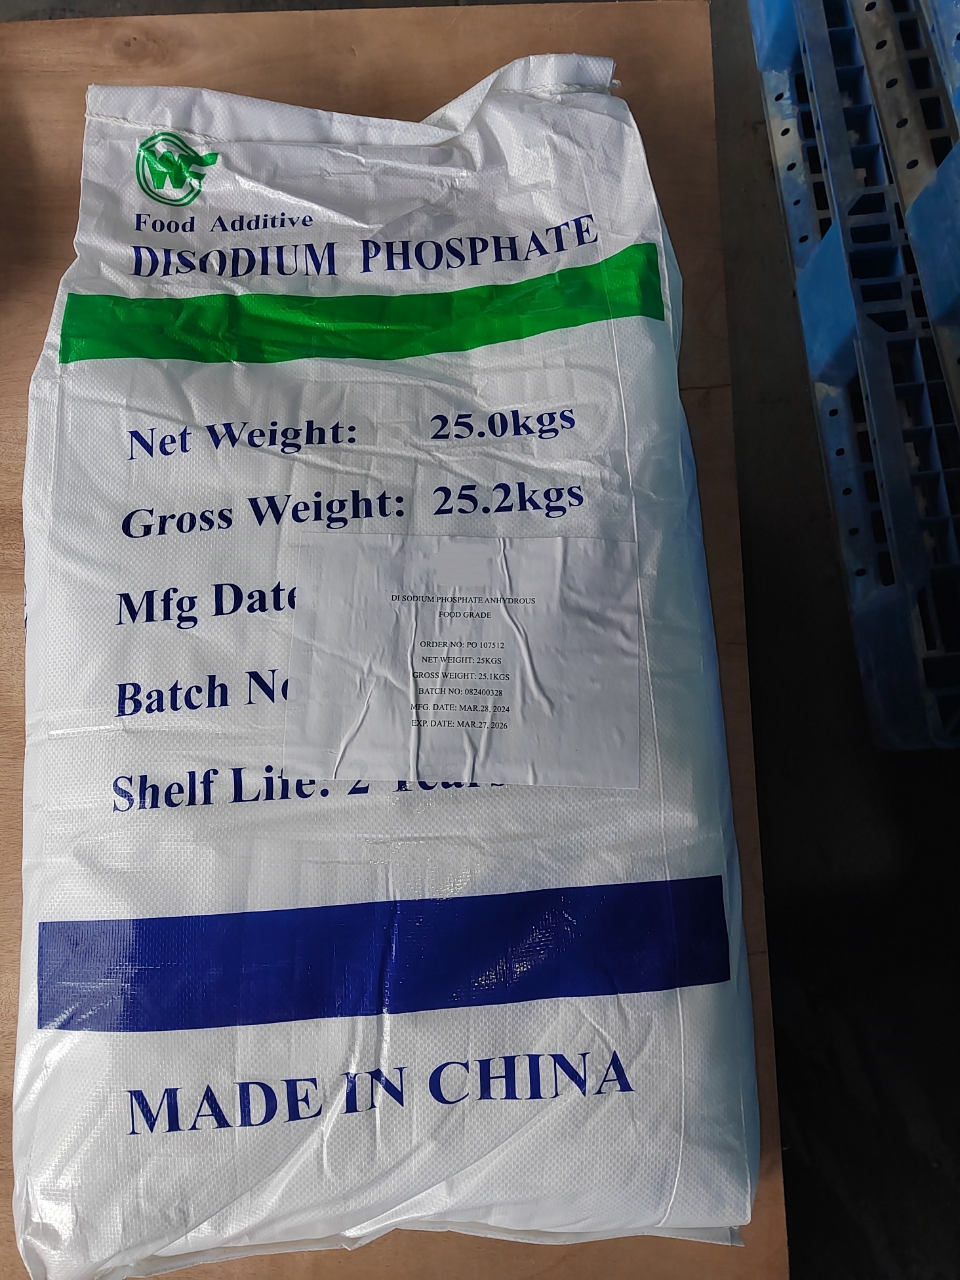 Food Additive
DISODIUM PHOSPHATE
Net Weight: 25.0kgs
Gross Weight: 25.2kgs
Mfg Date
DI SODIUM PHOSPHATE ANHYDROUS
FOOD GRADE
ORDER NO: PO 107512
NET WEIGHT: 25KGS
GROSS WEIGHT: 25.1KGS
BATCH NO: 082400328
MFG. DATE: MAR.28, 2024
EXP. DATE: MAR.27, 2026
Batch No
Shelf Life: 2 Years
MADE IN CHINA